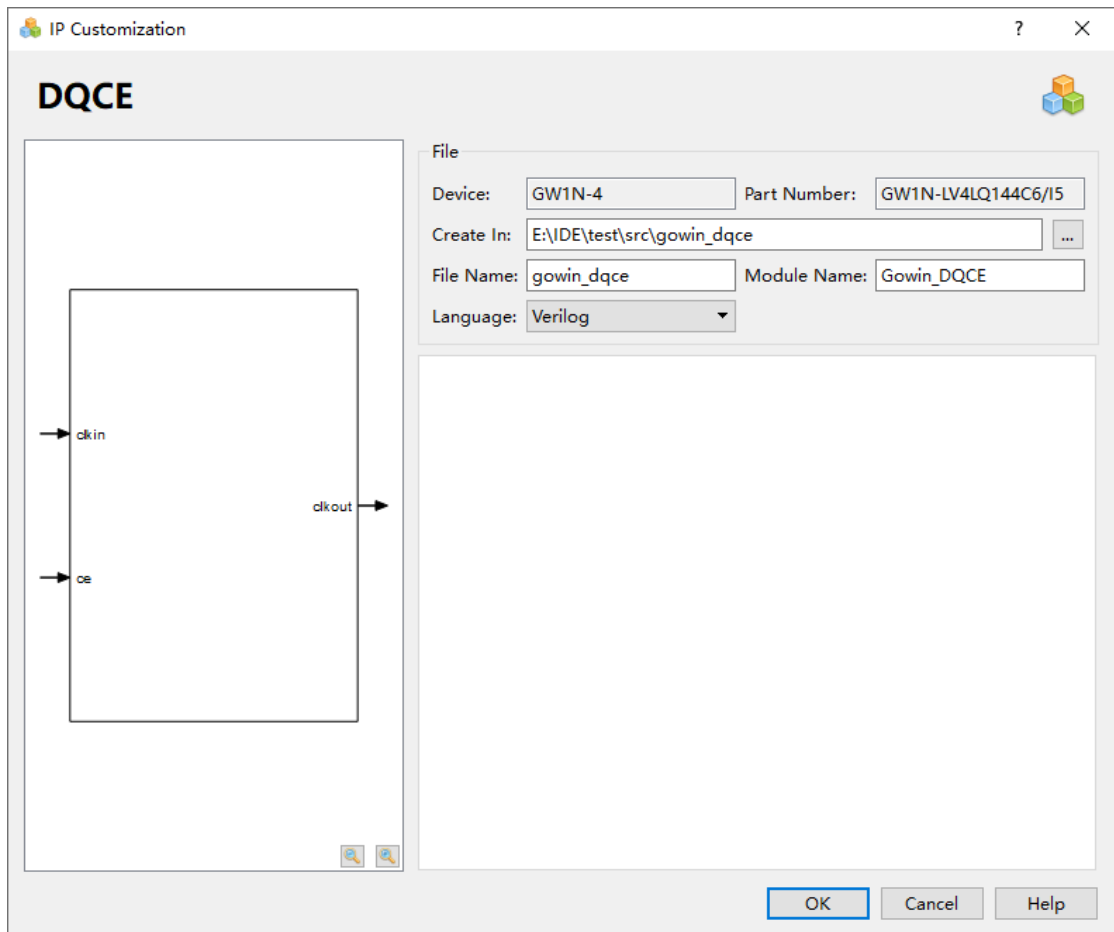 IP Customization
DQCE
File
Device: GW1N-4 Part Number: GW1N-LV4LQ144C6/I5
Create In: E:\IDE\test\src\gowin_dqce ...
File Name: gowin_dqce Module Name: Gowin_DQCE
Language: Verilog
clkin
clkout
ce
OK Cancel Help